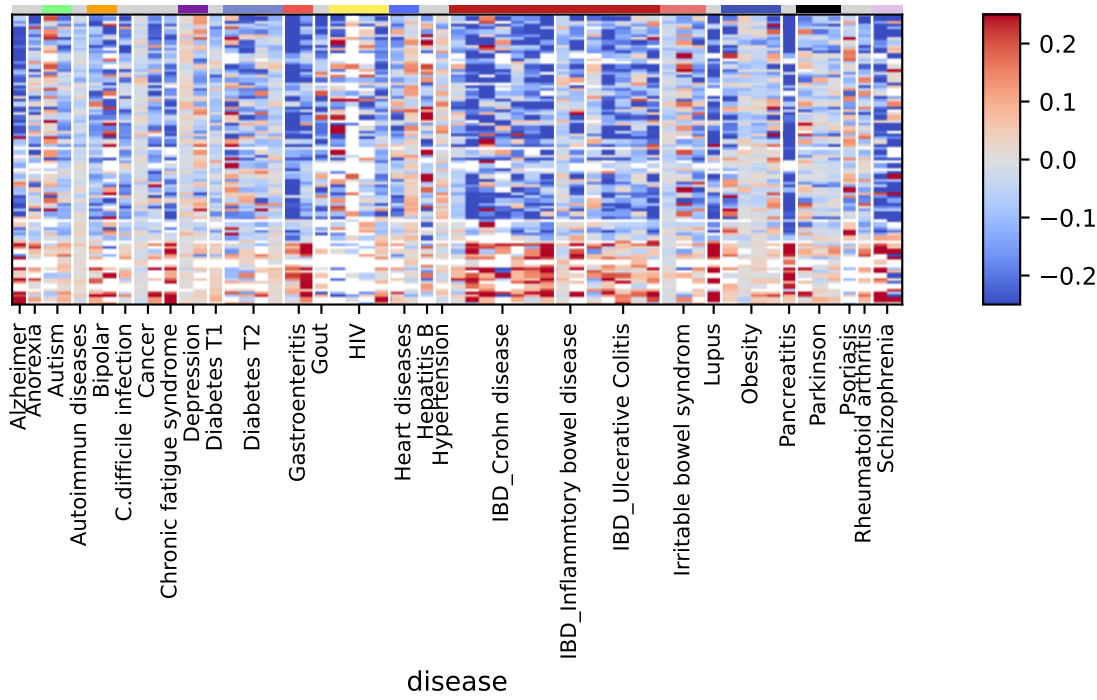 0.2
0.1
0.0
−0.1
−0.2
Alzheimer
Anorexia
Autism
Autoimmun diseases
Bipolar
C.difficile infection
Cancer
Chronic fatigue syndrome
Depression
Diabetes T1
Diabetes T2
Gastroenteritis
Gout
HIV
Heart diseases
Hepatitis B
Hypertension
IBD_Crohn disease
IBD_Inflammtory bowel disease
IBD_Ulcerative Colitis
Irritable bowel syndrom
Lupus
Obesity
Pancreatitis
Parkinson
Psoriasis
Rheumatoid arthritis
Schizophrenia
disease